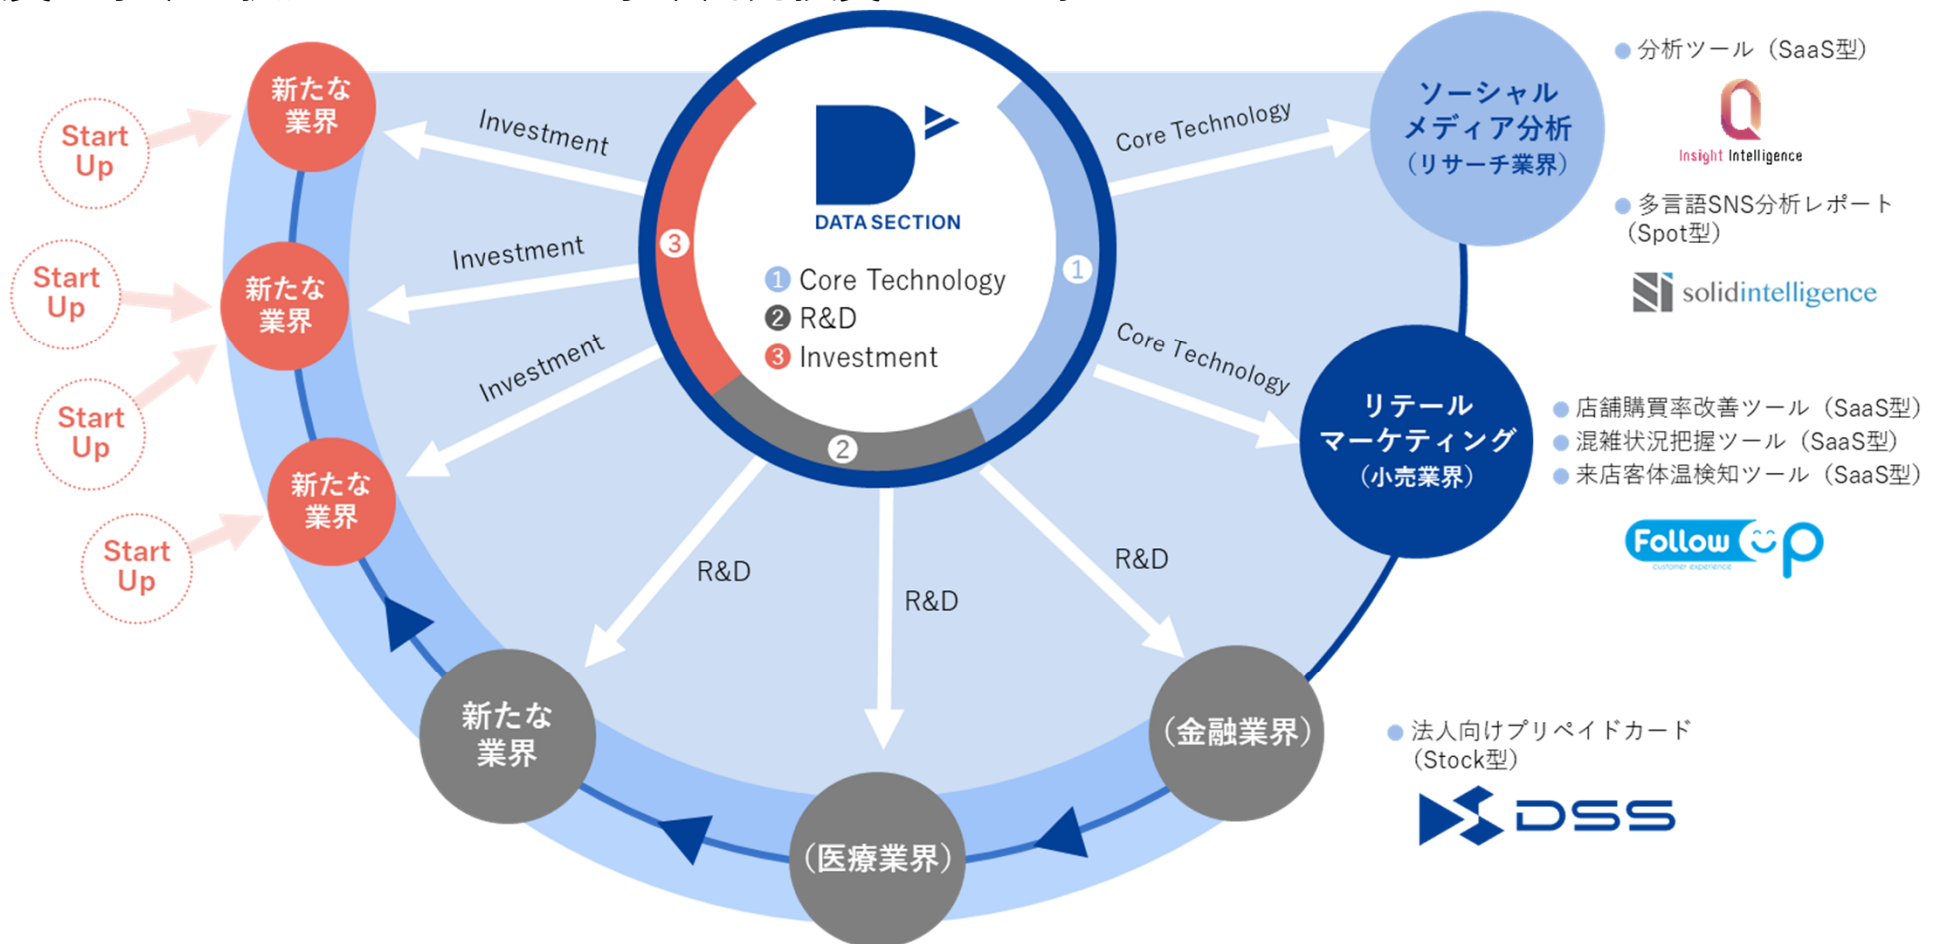 DATA SECTION
1 Core Technology
2 R&D
3 Investment
1
2
3
Core Technology
ソーシャル
メディア分析
（リサーチ業界）
分析ツール（SaaS型）
Insight Intelligence
多言語SNS分析レポート
（Spot型）
solidintelligence
Core Technology
リテール
マーケティング
（小売業界）
店舗購買率改善ツール（SaaS型）
混雑状況把握ツール（SaaS型）
来店客体温検知ツール（SaaS型）
Follow Up
customer experience
R&D
（金融業界）
法人向けプリペイドカード
（Stock型）
DSS
R&D
（医療業界）
R&D
新たな
業界
Investment
新たな
業界
Investment
新たな
業界
Investment
新たな
業界
Start
Up
Start
Up
Start
Up
Start
Up